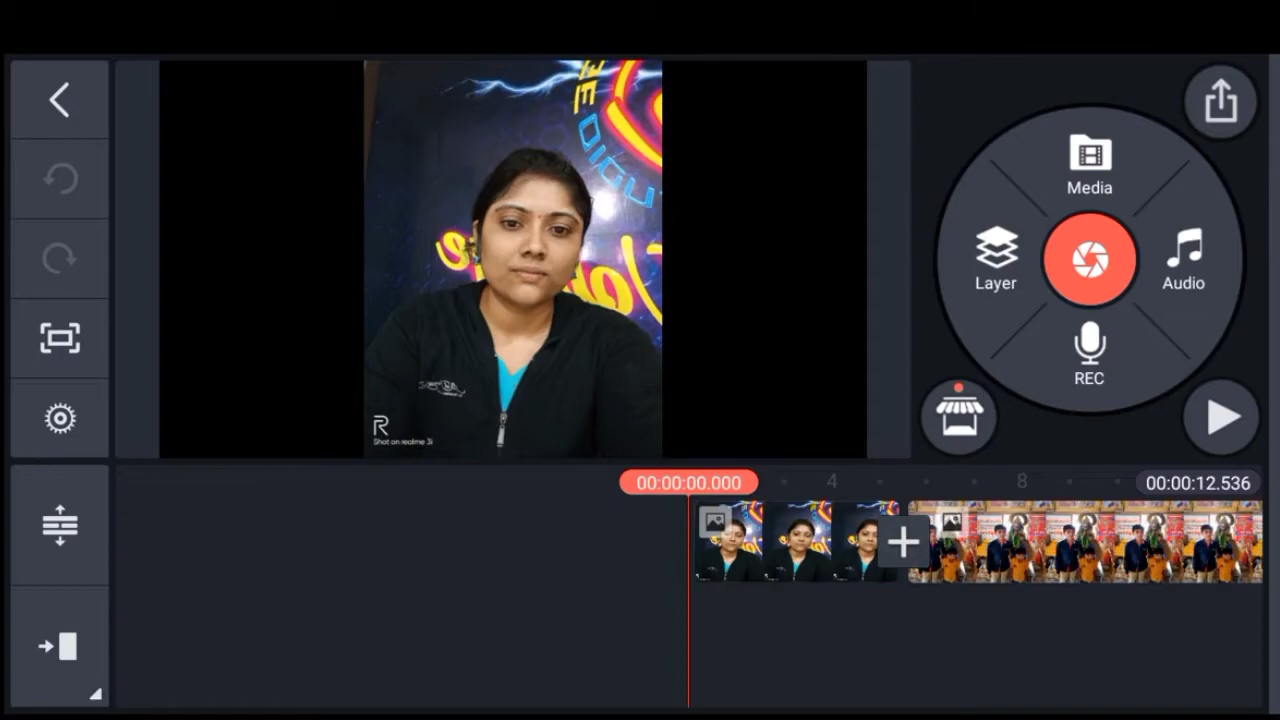 Media
Layer
Audio
REC
R
Shot on realme 3i
00:00:00.000
4
8
00:00:12.536